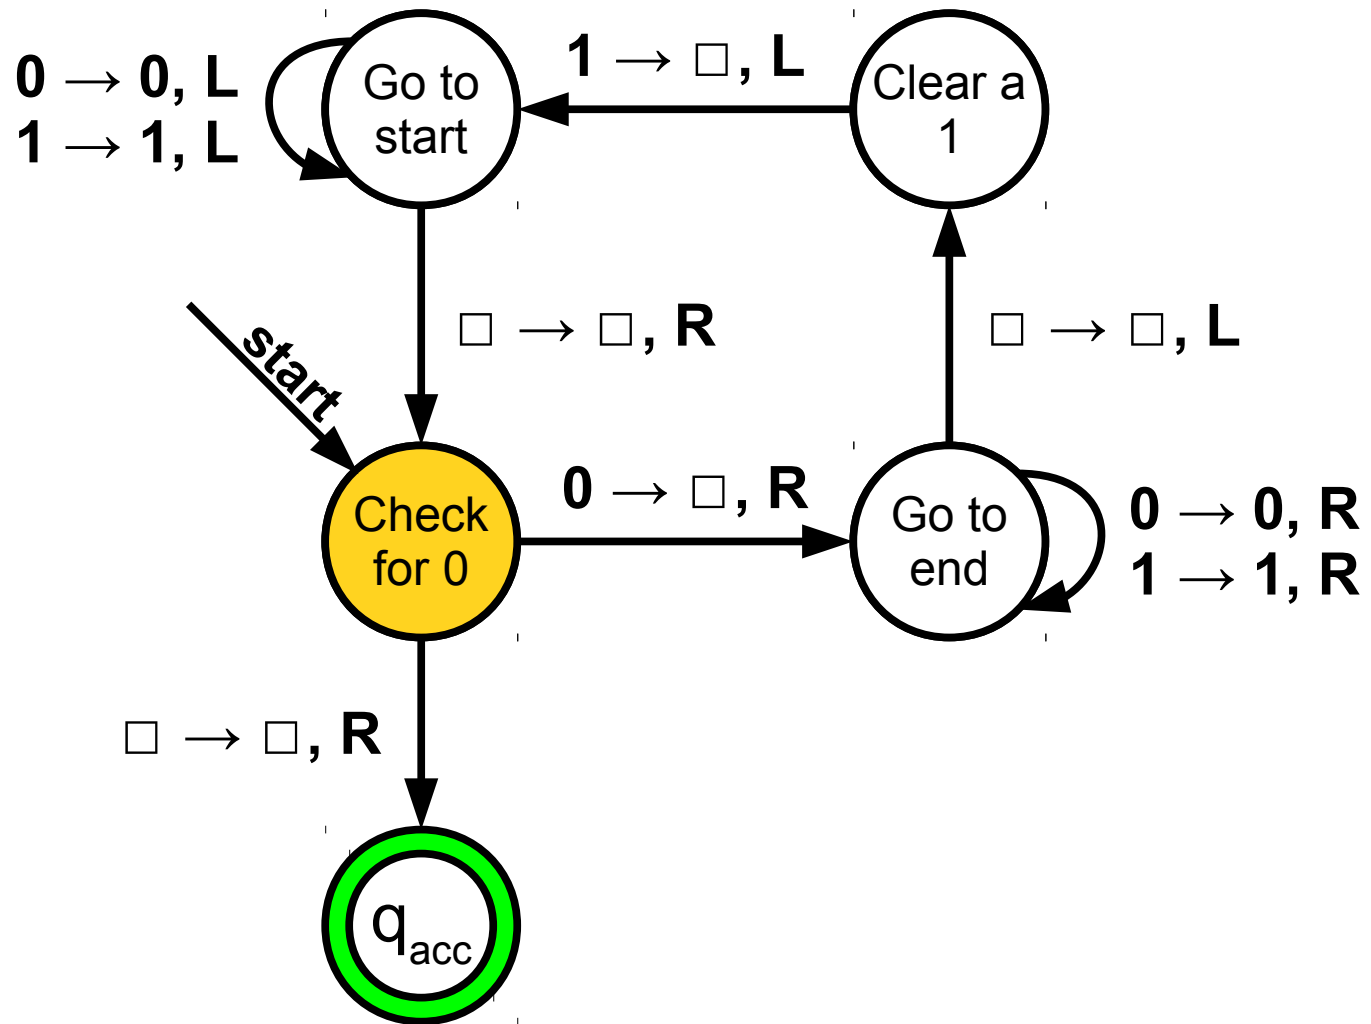 0 → 0, L
1 → 1, L
Go to
start
1 → □, L
Clear a
1
□ → □, R
□ → □, L
start
Check
for 0
0 → □, R
Go to
end
0 → 0, R
1 → 1, R
□ → □, R
qacc